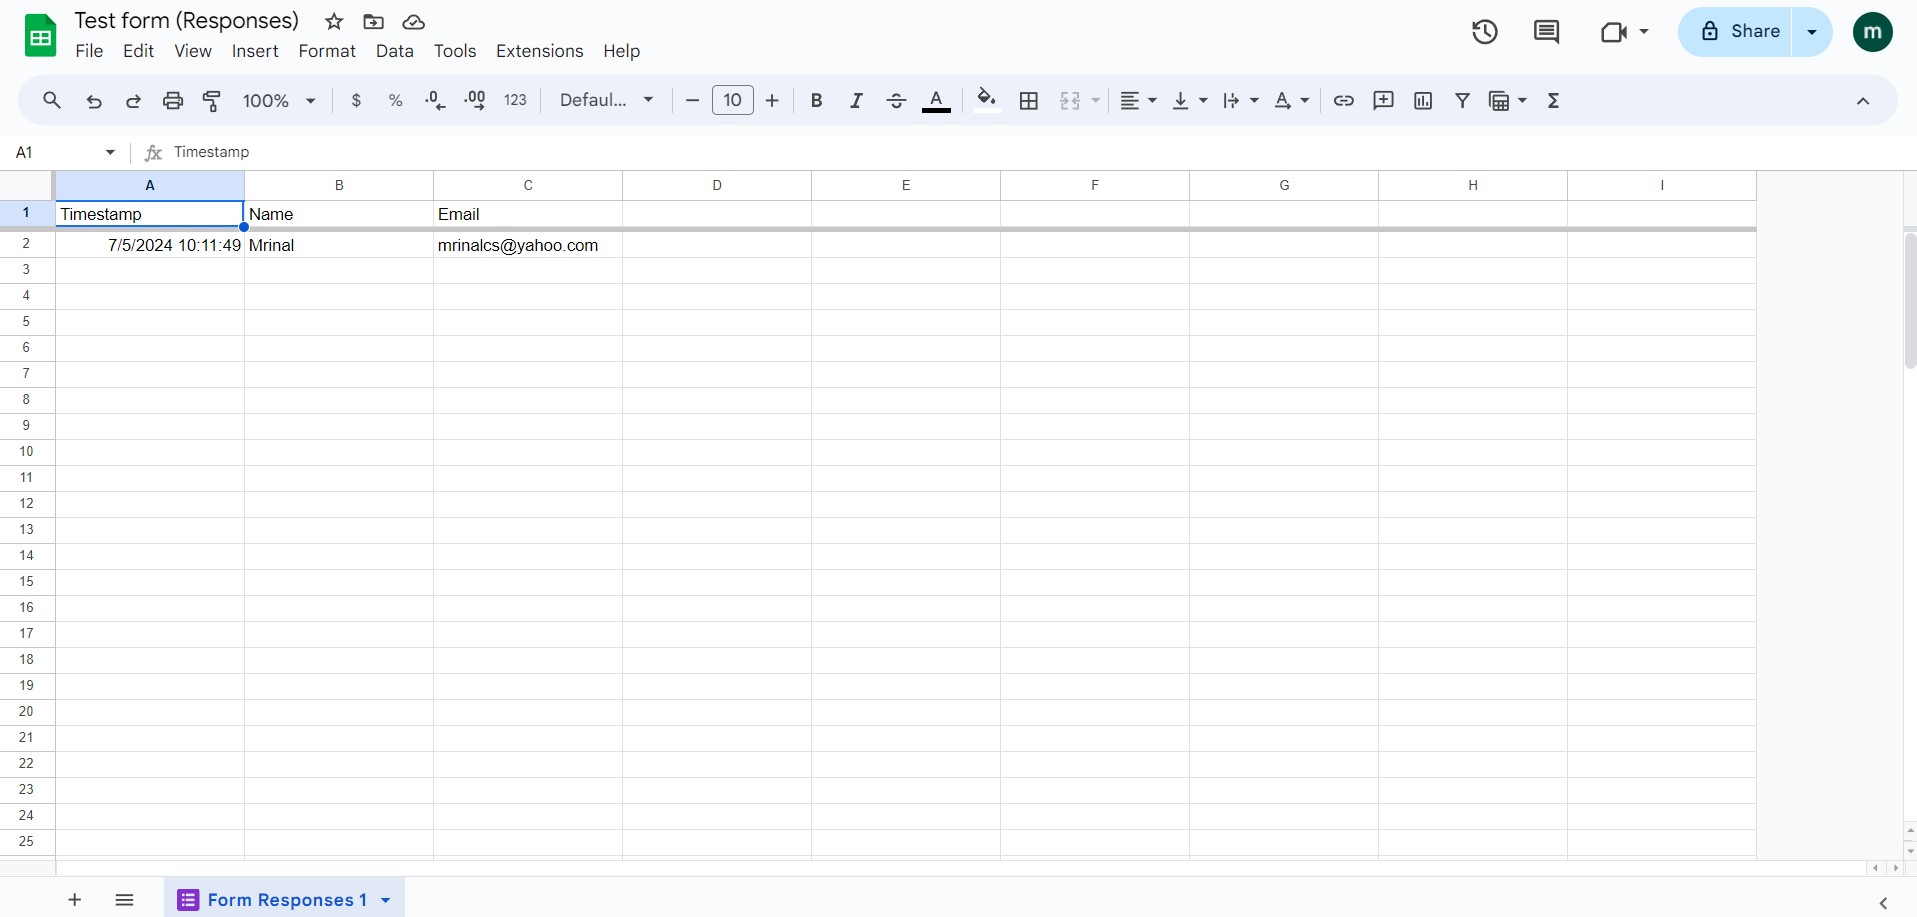 Test form (Responses)
File Edit View Insert Format Data Tools Extensions Help
Share
m
100% $ % .0 .00 123 Defaul... 10 B I A A Σ
A1 fx Timestamp
A B C D E F G H I
1 Timestamp Name Email
2 7/5/2024 10:11:49 Mrinal mrinalcs@yahoo.com
3
4
5
6
7
8
9
10
11
12
13
14
15
16
17
18
19
20
21
22
23
24
25
Form Responses 1